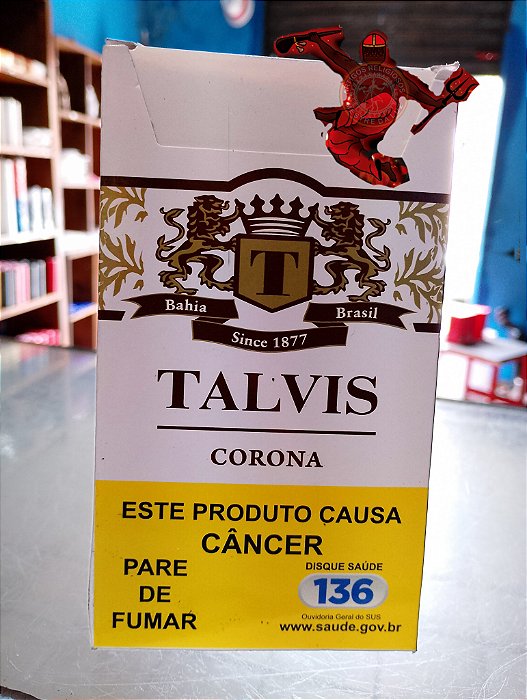 T
Bahia
Brasil
Since 1877
TALVIS
CORONA
ESTE PRODUTO CAUSA
CÂNCER
PARE
DE
FUMAR
DISQUE SAÚDE
136
Ouvidoria Geral do SUS
www.saude.gov.br